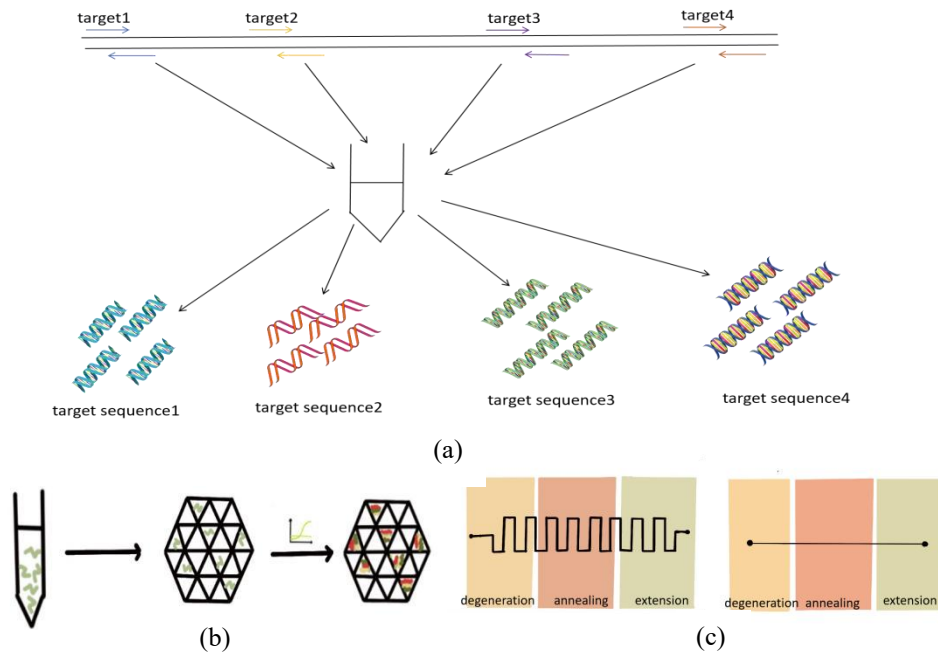 target1 target2 target3 target4
target sequence1 target sequence2 target sequence3 target sequence4
(a)
degeneration annealing extension degeneration annealing extension
(b) (c)